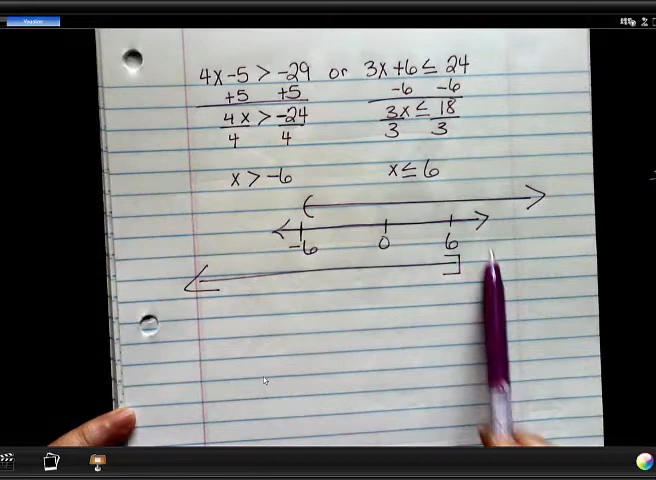 4x-5 > -29 or 3x+6 ≤ 24
+5 +5 -6 -6
4x > -24 3x ≤ 18
4 4 3 3
x > -6 x ≤ 6
-6 0 6